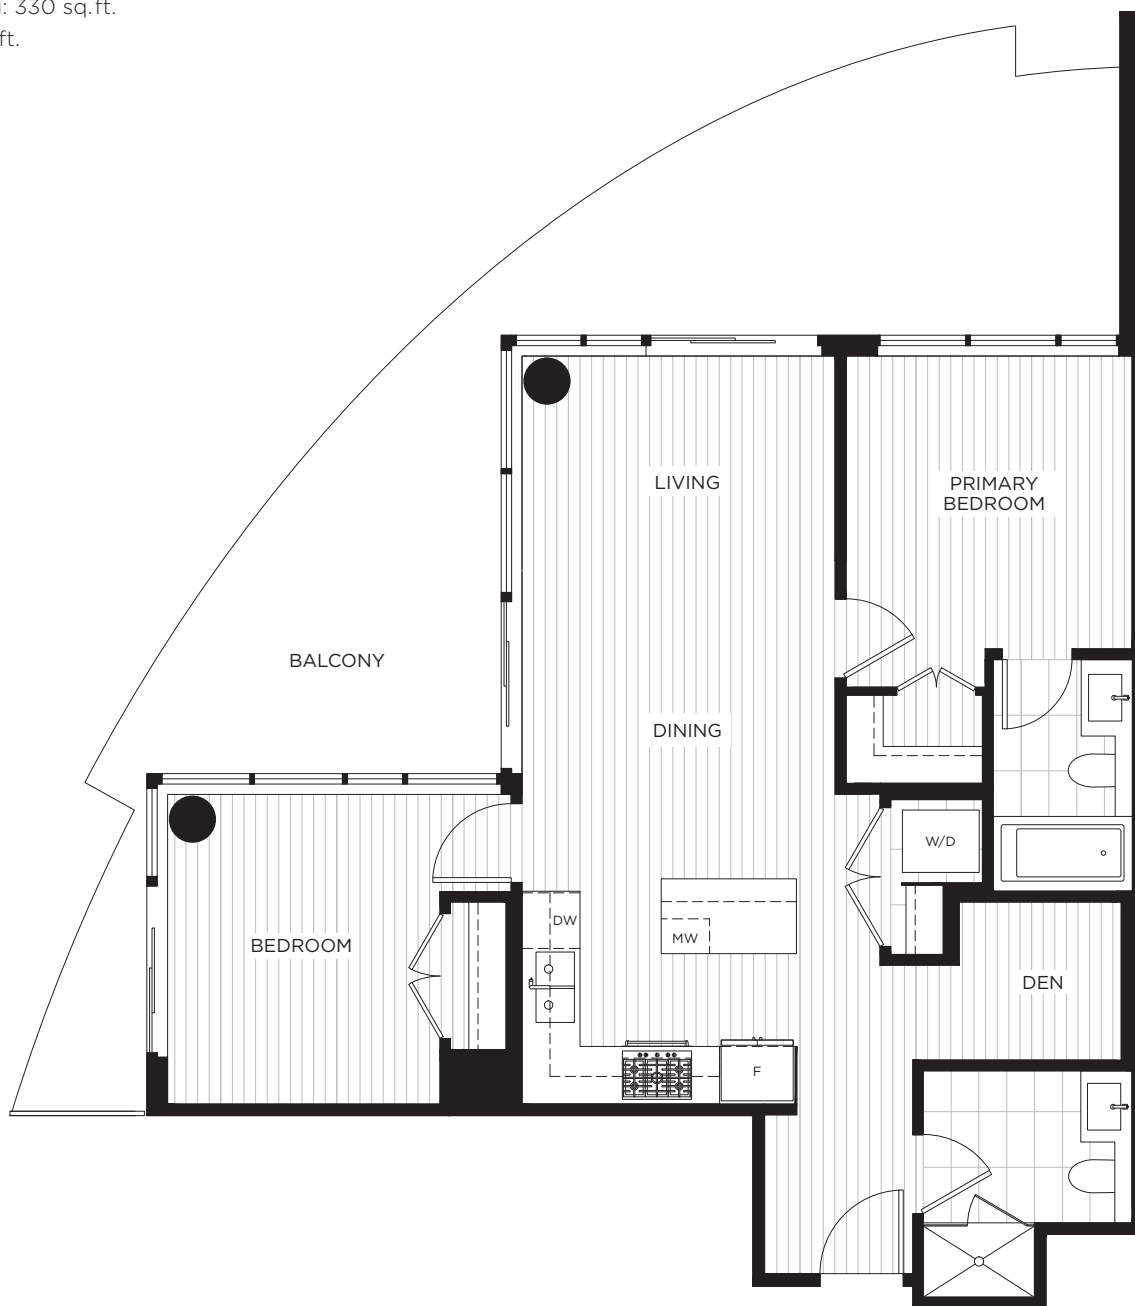 : 330 sq.ft.
ft.
LIVING
PRIMARY
BEDROOM
BALCONY
DINING
W/D
DW
MW
BEDROOM
DEN
F